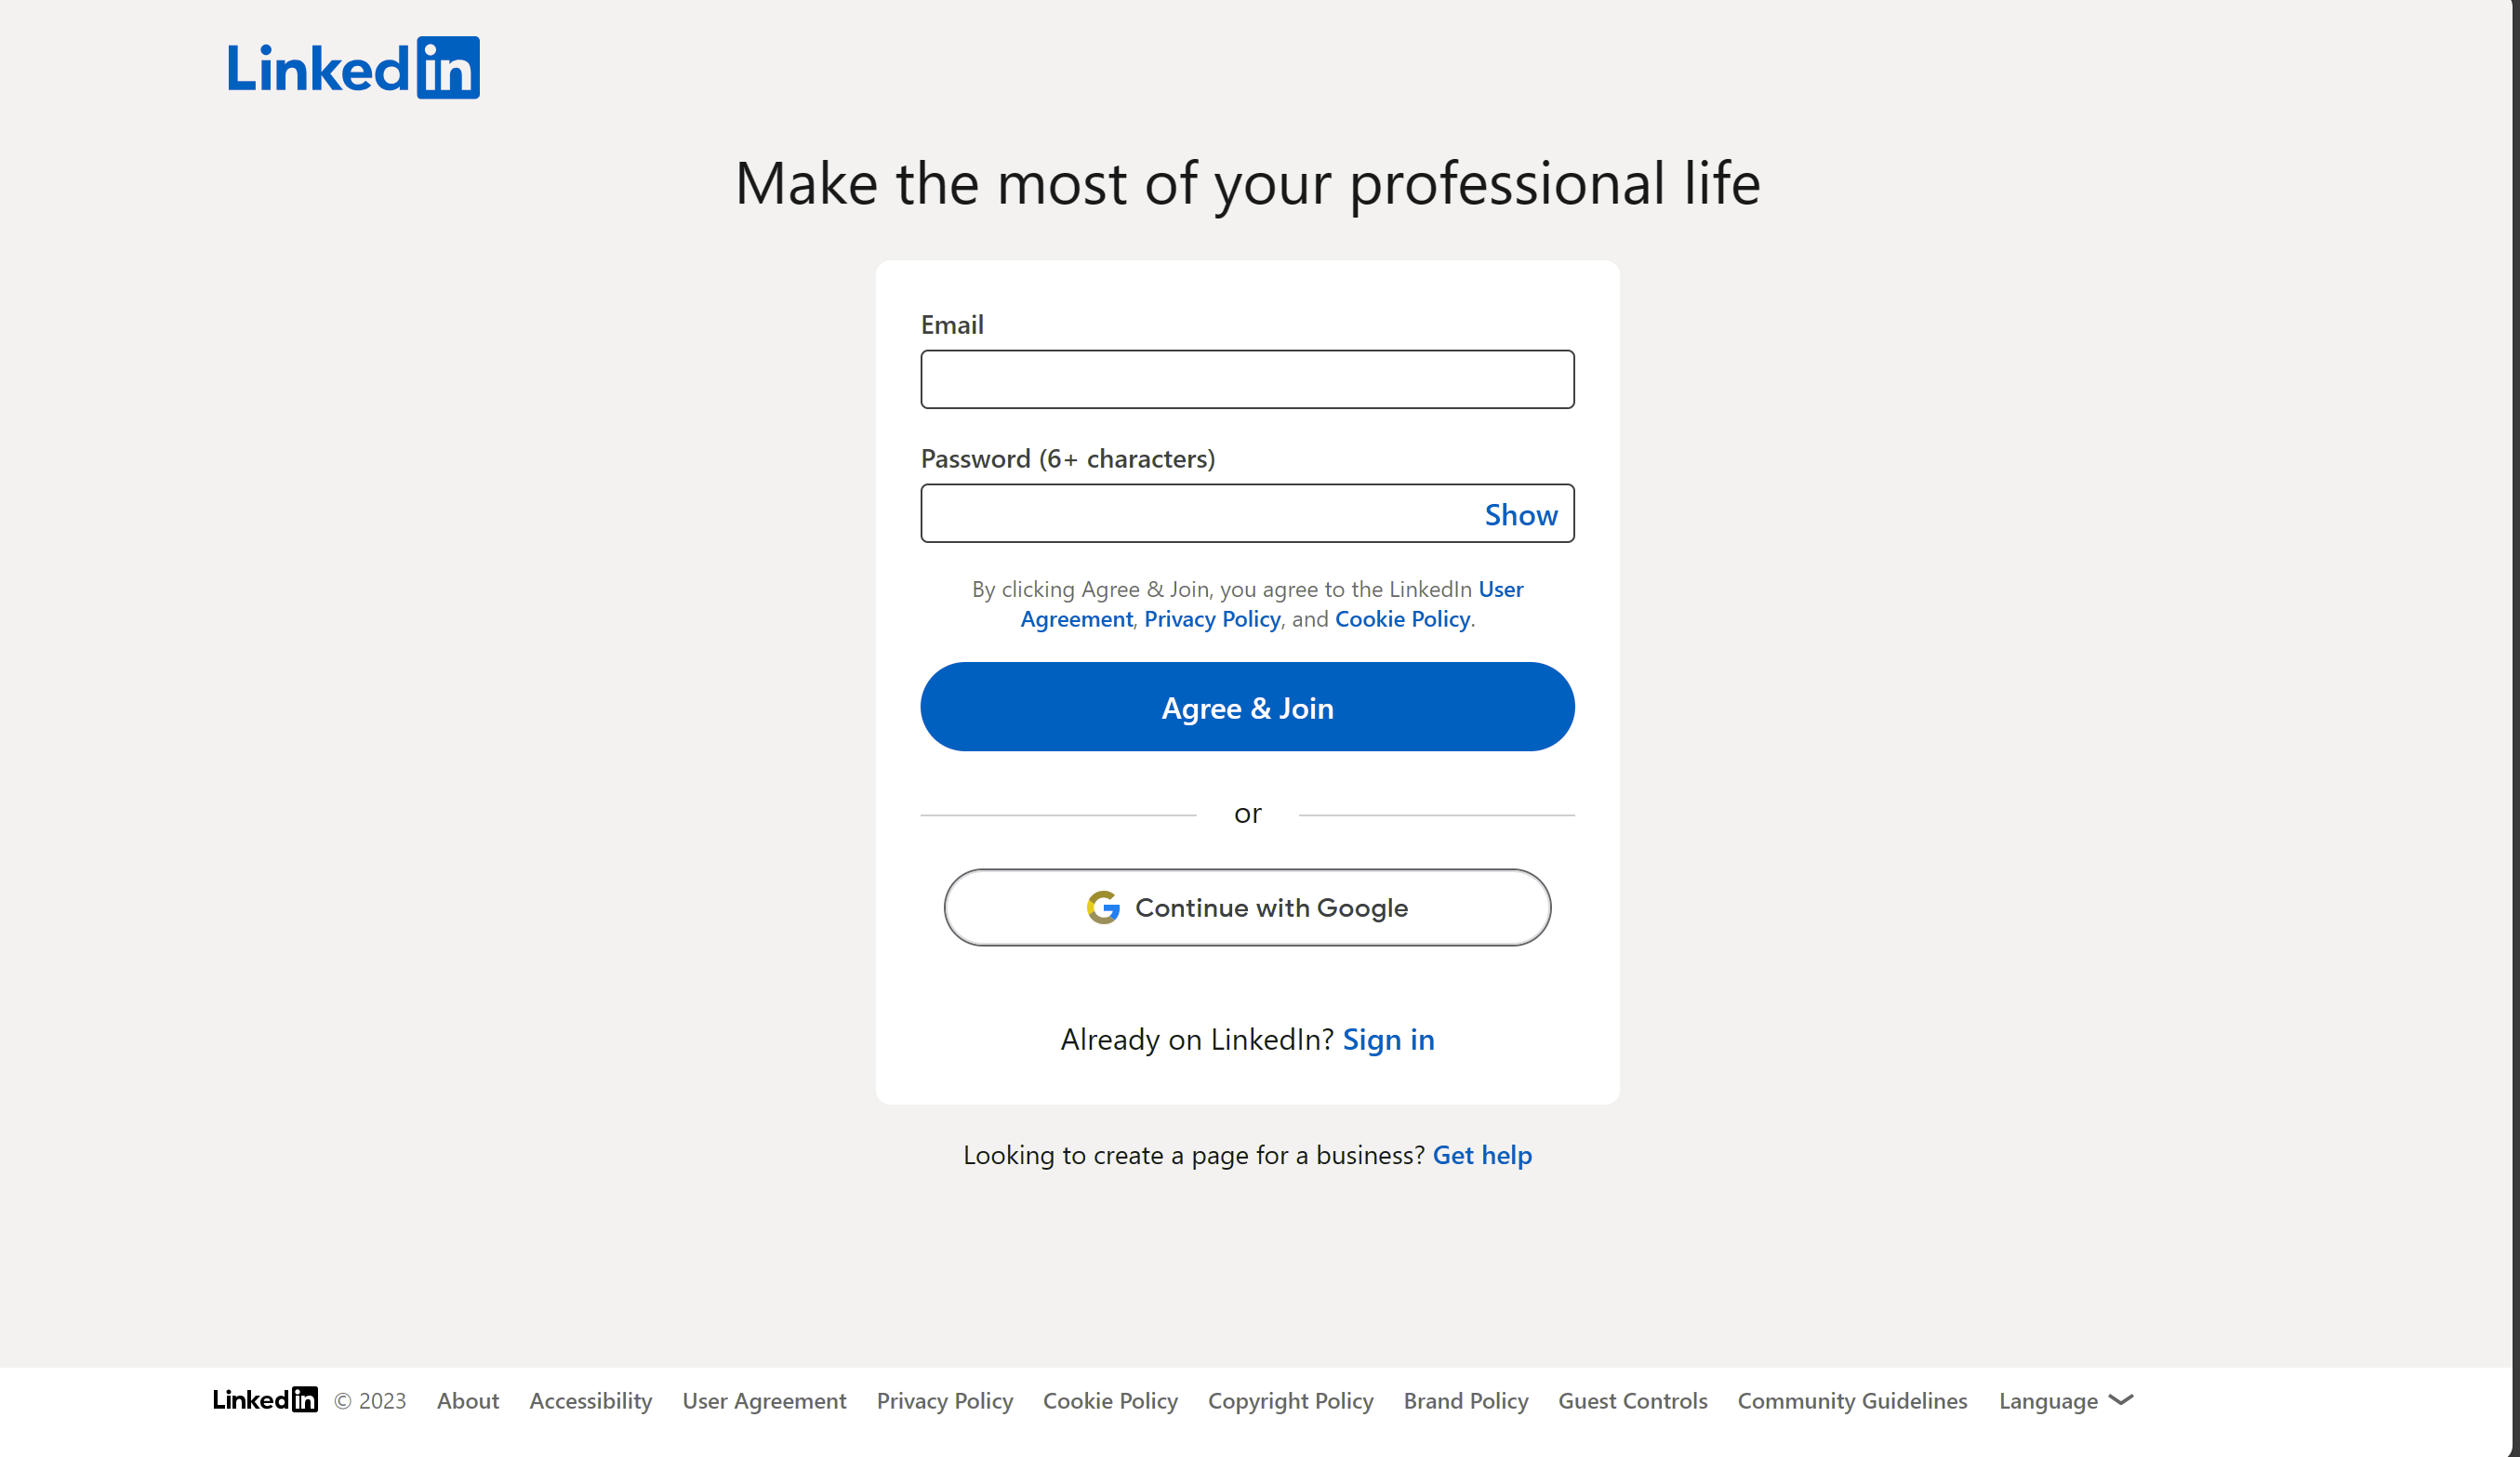 LinkedIn
Make the most of your professional life
Email
Password (6+ characters)
Show
By clicking Agree & Join, you agree to the LinkedIn User
Agreement, Privacy Policy, and Cookie Policy.
Agree & Join
or
Continue with Google
Already on LinkedIn? Sign in
Looking to create a page for a business? Get help
LinkedIn © 2023 About Accessibility User Agreement Privacy Policy Cookie Policy Copyright Policy Brand Policy Guest Controls Community Guidelines Language